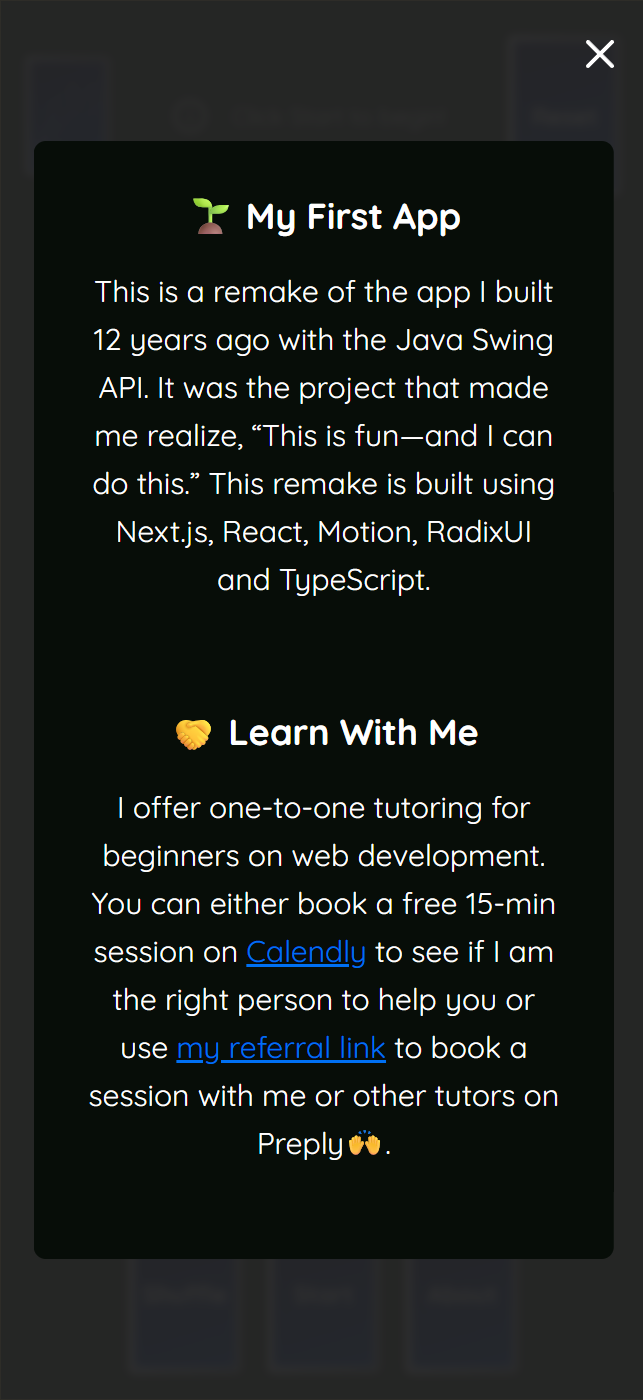 🌱 My First App
This is a remake of the app I built
12 years ago with the Java Swing
API. It was the project that made
me realize, “This is fun—and I can
do this.” This remake is built using
Next.js, React, Motion, RadixUI
and TypeScript.
🤝 Learn With Me
I offer one-to-one tutoring for
beginners on web development.
You can either book a free 15-min
session on Calendly to see if I am
the right person to help you or
use my referral link to book a
session with me or other tutors on
Preply🙌.